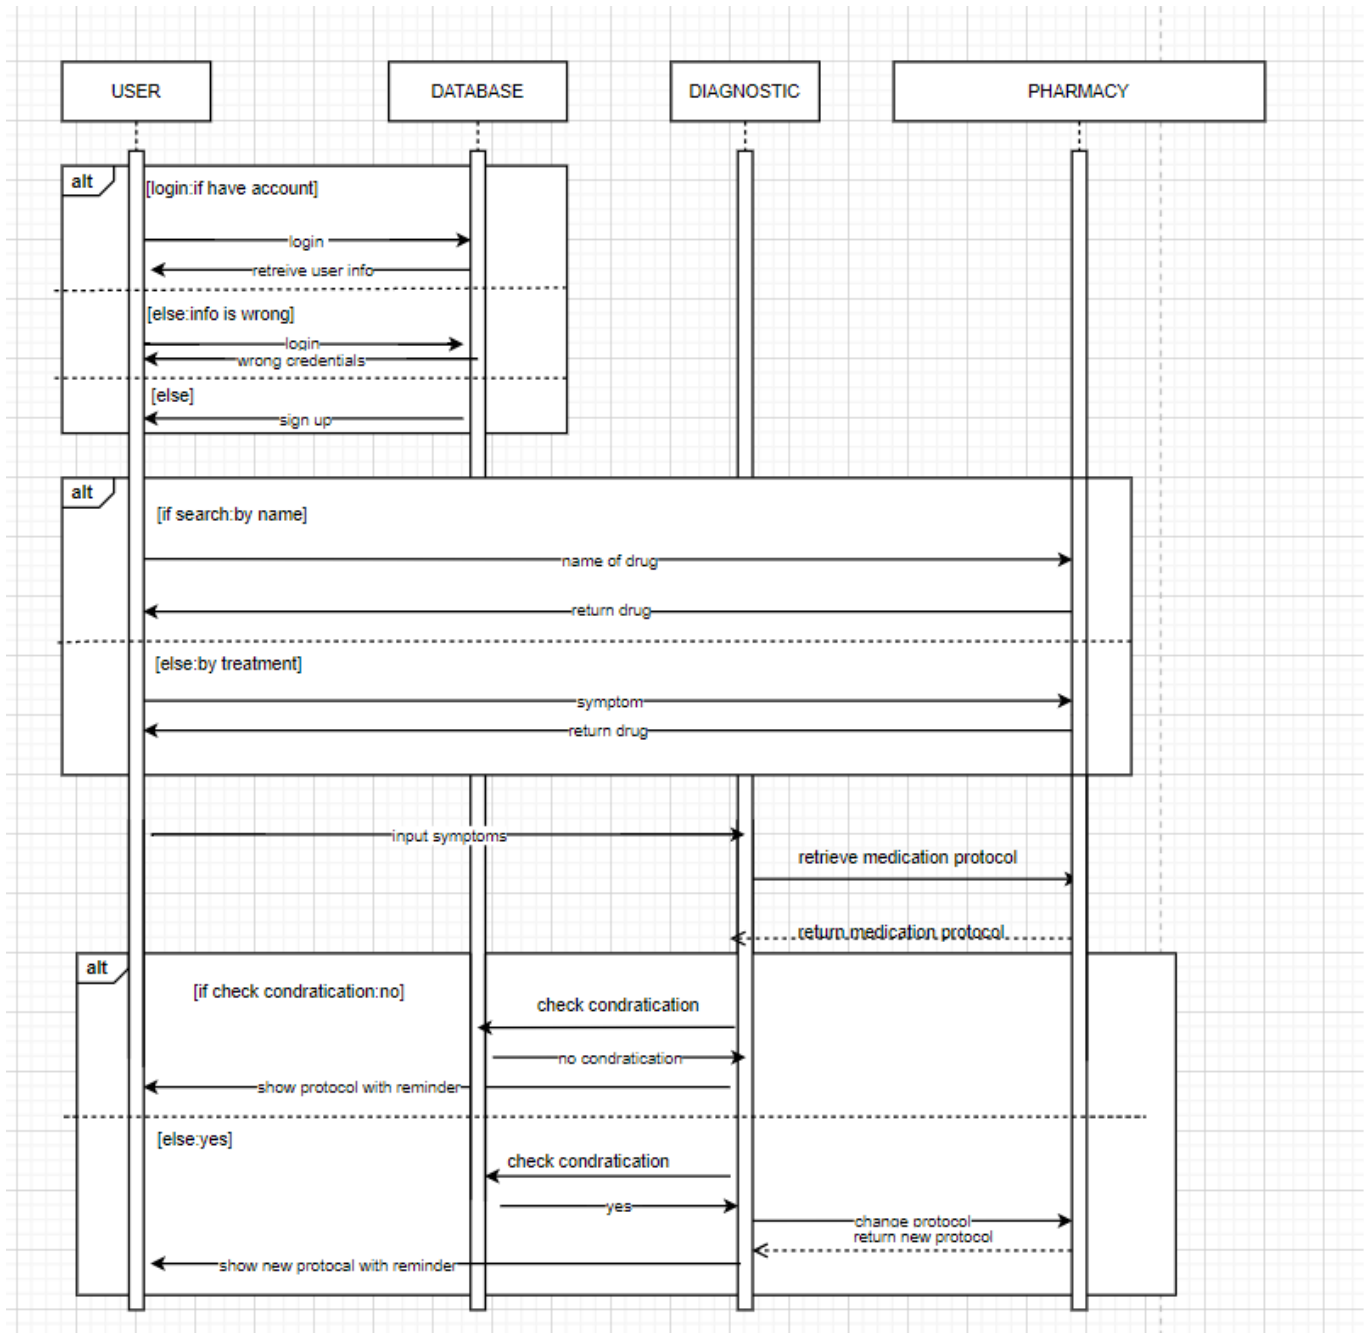 USER
DATABASE
DIAGNOSTIC
PHARMACY
alt
[login:if have account]
login
retreive user info
[else:info is wrong]
login
wrong credentials
[else]
sign up
alt
[if search:by name]
name of drug
return drug
[else:by treatment]
symptom
return drug
input symptoms
retrieve medication protocol
return medication protocol
alt
[if check condratication:no]
check condratication
no condratication
show protocol with reminder
[else:yes]
check condratication
yes
change protocol
return new protocol
show new protocal with reminder